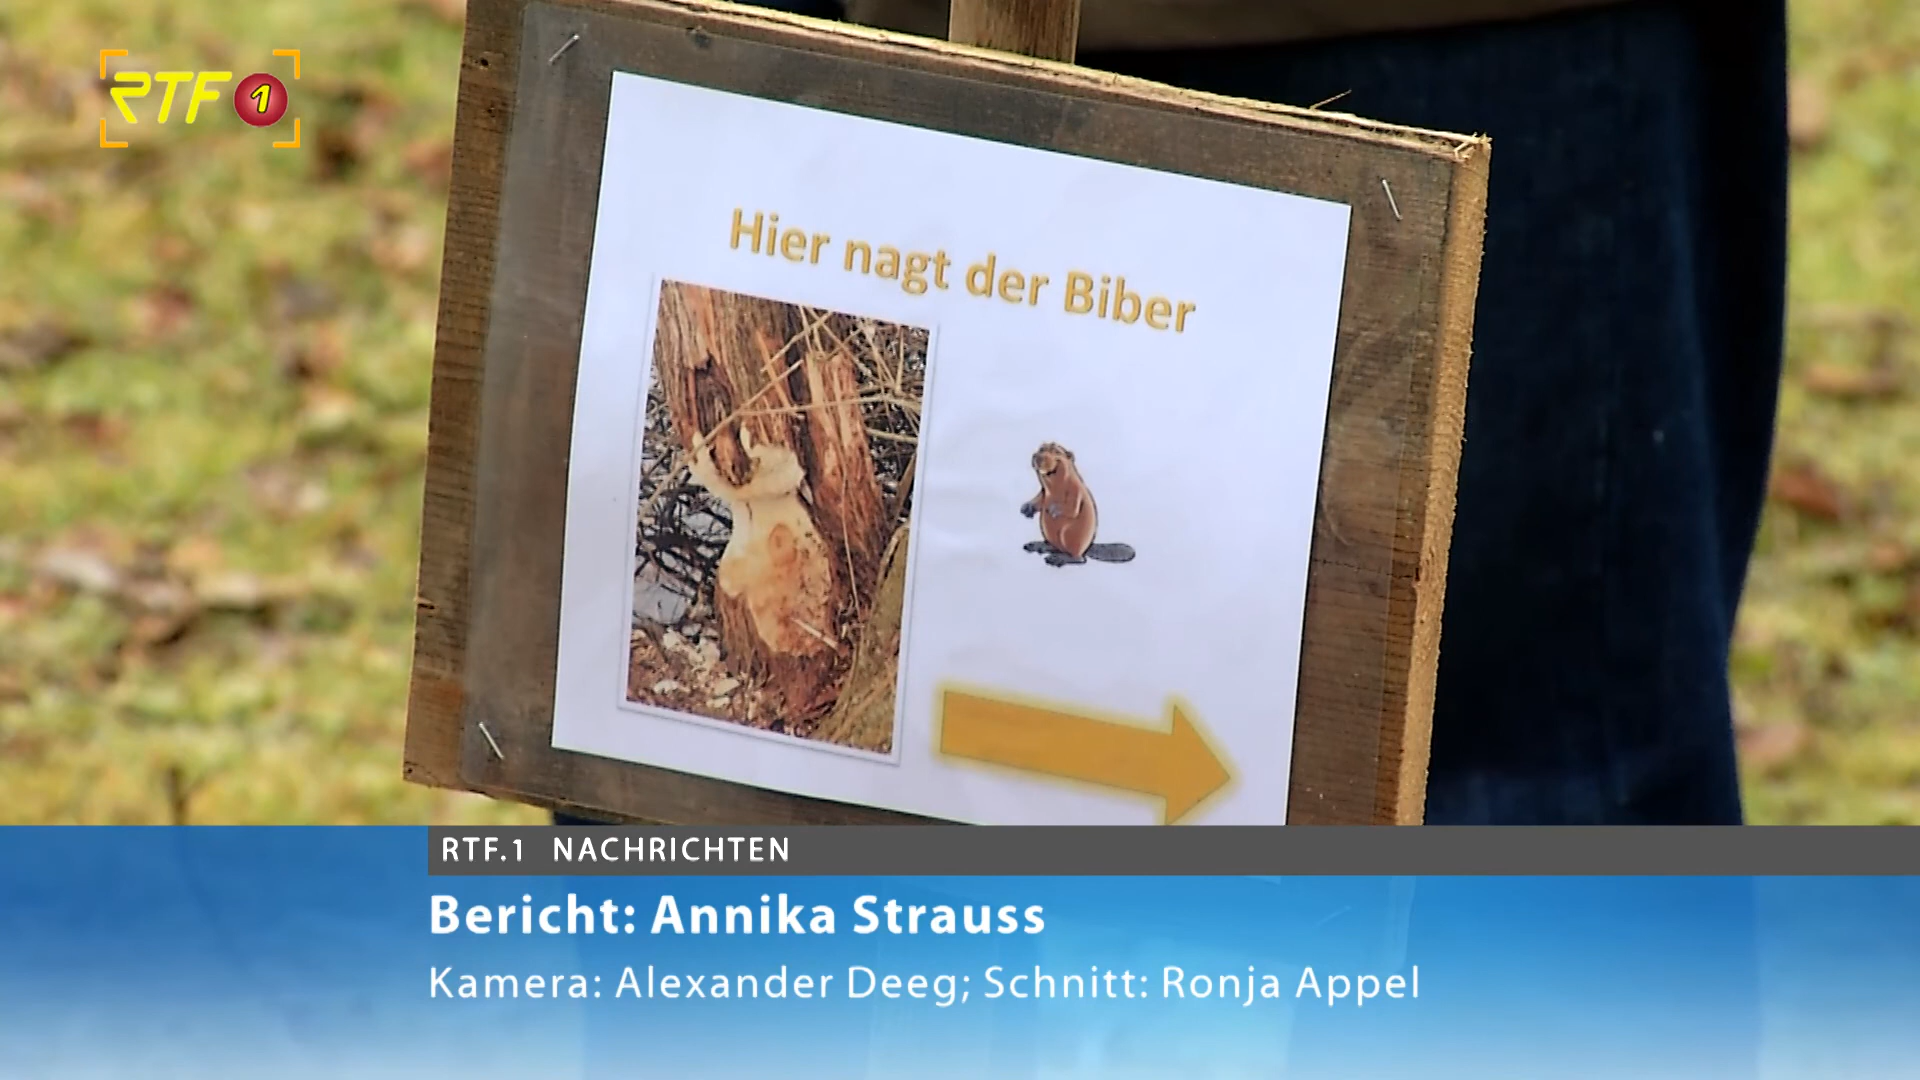 RTF 1
Hier nagt der Biber
RTF.1 NACHRICHTEN
Bericht: Annika Strauss
Kamera: Alexander Deeg; Schnitt: Ronja Appel